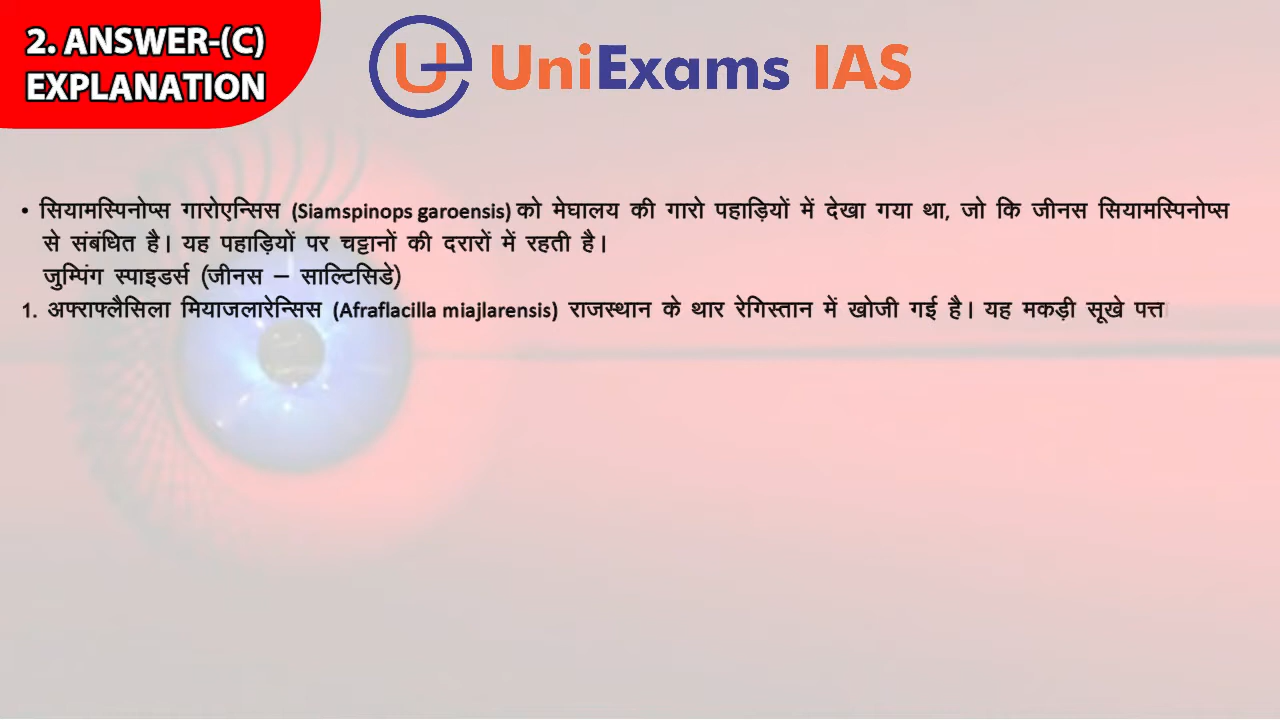 2. ANSWER-(C)
EXPLANATION
UniExams IAS
• सियामस्पिनोप्स गारोएन्सिस (Siamspinops garoensis) को मेघालय की गारो पहाड़ियों में देखा गया था, जो कि जीनस सियामस्पिनोप्स
से संबंधित है। यह पहाड़ियों पर चट्टानों की दरारों में रहती है।
जुम्पिंग स्पाइडर्स (जीनस – साल्टिसिडे)
1. अफ्राफ्लैसिला मियाजलारेन्सिस (Afraflacilla miajlarensis) राजस्थान के थार रेगिस्तान में खोजी गई है। यह मकड़ी सूखे पत्त